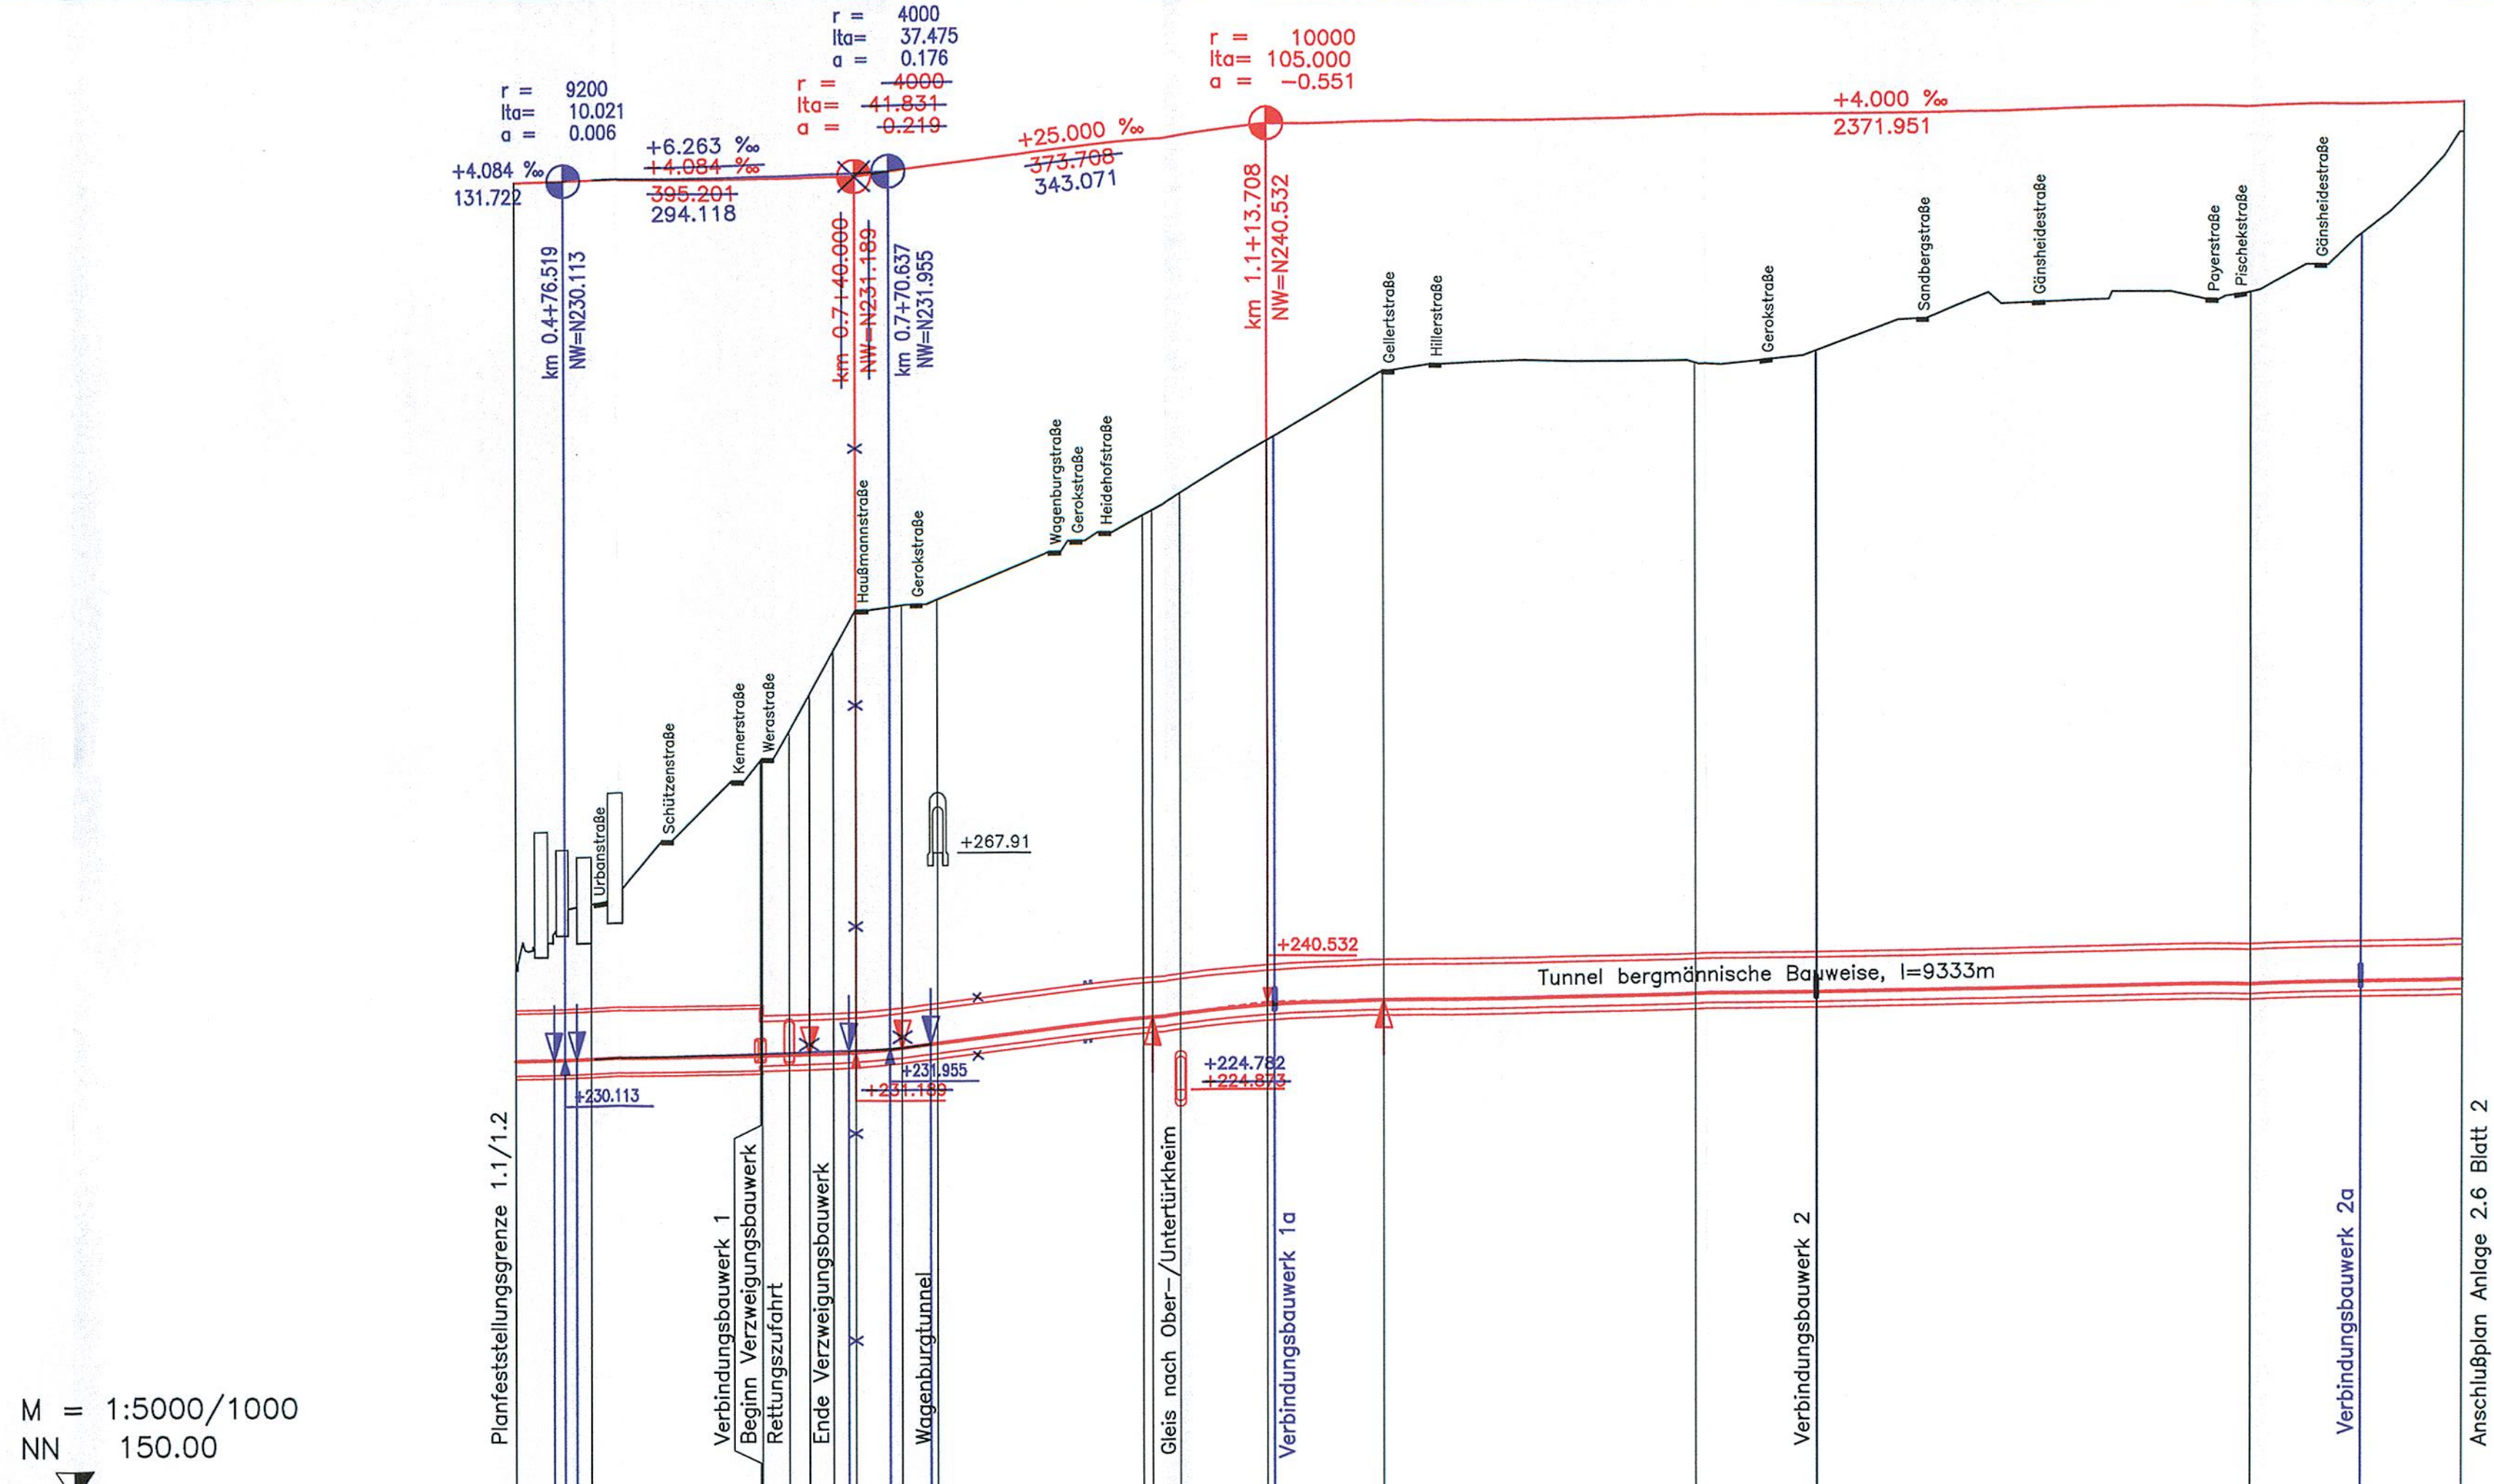 r = 4000
lta= 37.475
a = 0.176
r = 4000
lta= 41.831
a = 0.219
r = 10000
lta= 105.000
a = -0.551
r = 9200
lta= 10.021
a = 0.006
+4.084 ‰
131.722
+6.263 ‰
+4.084 ‰
395.201
294.118
+25.000 ‰
373.708
343.071
+4.000 ‰
2371.951
km 0.4+76.519
NW=N230.113
km 0.7+40.000
NW=N231.189
km 0.7+70.637
NW=N231.955
km 1.1+13.708
NW=N240.532
Urbanstraße
Schützenstraße
Kernerstraße
Werastraße
Haußmannstraße
Gerokstraße
Wagenburgstraße
Gerokstraße
Heidehofstraße
Gellertstraße
Hillerstraße
Gerokstraße
Sandbergstraße
Gänsheidestraße
Payerstraße
Pischekstraße
Gänsheidestraße
+267.91
+240.532
Tunnel bergmännische Bauweise, l=9333m
+230.113
+231.955
+231.189
+224.782
+224.873
Planfeststellungsgrenze 1.1/1.2
Verbindungsbauwerk 1
Beginn Verzweigungsbauwerk
Rettungszufahrt
Ende Verzweigungsbauwerk
Wagenburgtunnel
Gleis nach Ober-/Untertürkheim
Verbindungsbauwerk 1a
Verbindungsbauwerk 2
Verbindungsbauwerk 2a
Anschlußplan Anlage 2.6 Blatt 2
M = 1:5000/1000
NN 150.00